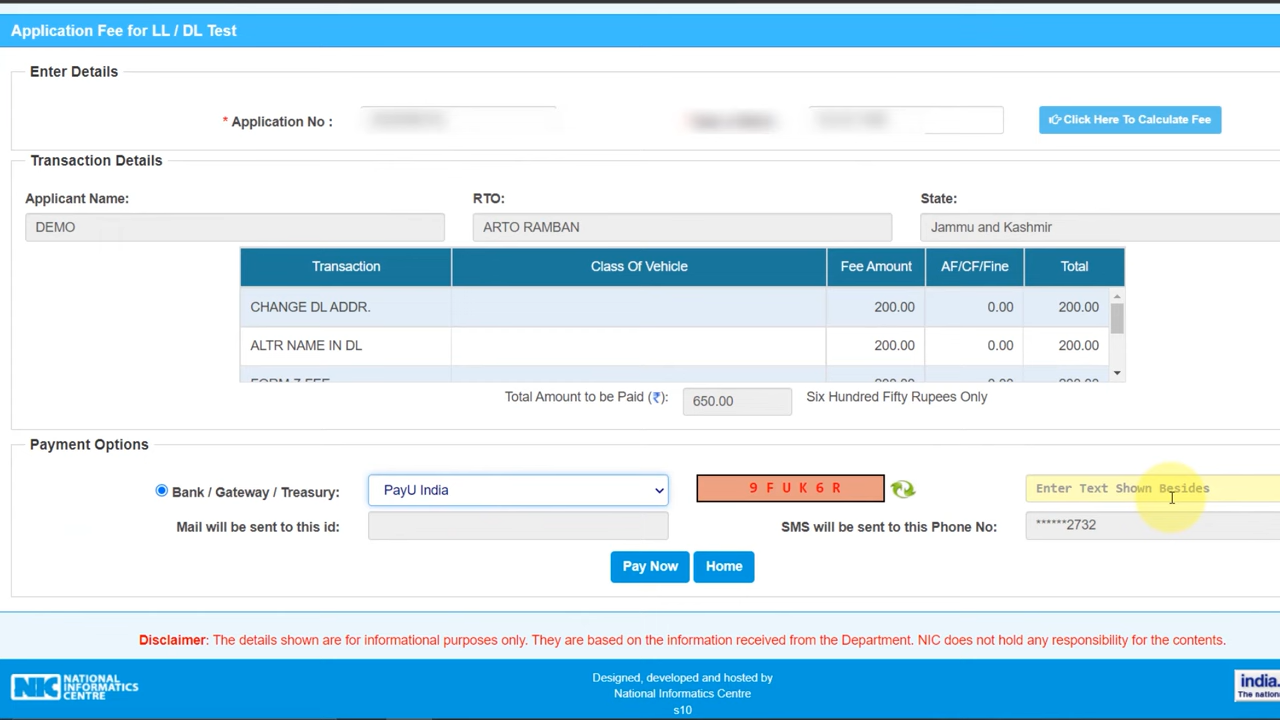 Application Fee for LL / DL Test
Enter Details
* Application No :
Click Here To Calculate Fee
Transaction Details
Applicant Name: RTO: State:
DEMO ARTO RAMBAN Jammu and Kashmir
Transaction Class Of Vehicle Fee Amount AF/CF/Fine Total
CHANGE DL ADDR. 200.00 0.00 200.00
ALTR NAME IN DL 200.00 0.00 200.00
Total Amount to be Paid (₹): 650.00 Six Hundred Fifty Rupees Only
Payment Options
Bank / Gateway / Treasury: PayU India 9 F U K 6 R Enter Text Shown Besides
Mail will be sent to this id: SMS will be sent to this Phone No: ******2732
Pay Now Home
Disclaimer: The details shown are for informational purposes only. They are based on the information received from the Department. NIC does not hold any responsibility for the contents.
NIC NATIONAL INFORMATICS CENTRE
Designed, developed and hosted by
National Informatics Centre
s10
india.
The nation